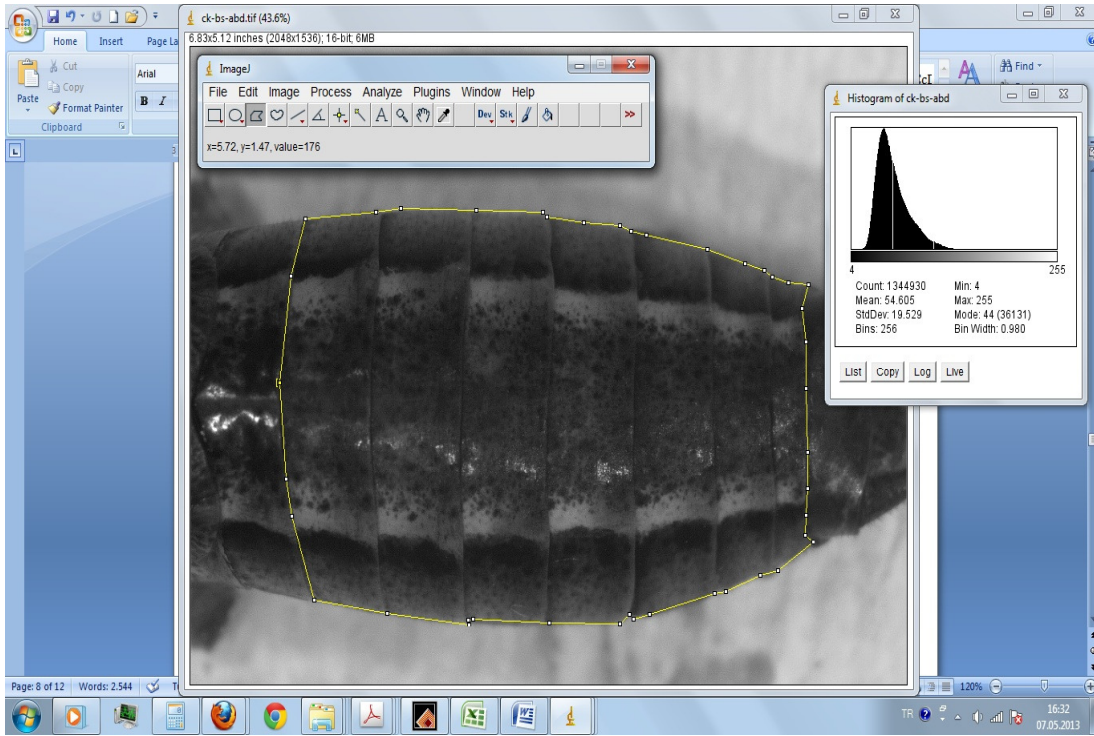 ck-bs-abd.tif (43.6%)
6.83x5.12 inches (2048x1536); 16-bit; 6MB
Home Insert Page La
Cut
Copy
Paste
Format Painter
Clipboard
Arial
B I
Find
ImageJ
File Edit Image Process Analyze Plugins Window Help
A Dev Stk >>
x=5.72, y=1.47, value=176
Histogram of ck-bs-abd
4 255
Count: 1344930 Min: 4
Mean: 54.605 Max: 255
StdDev: 19.529 Mode: 44 (36131)
Bins: 256 Bin Width: 0.980
List Copy Log Live
Page: 8 of 12 Words: 2.544
120%
TR
16:32
07.05.2013